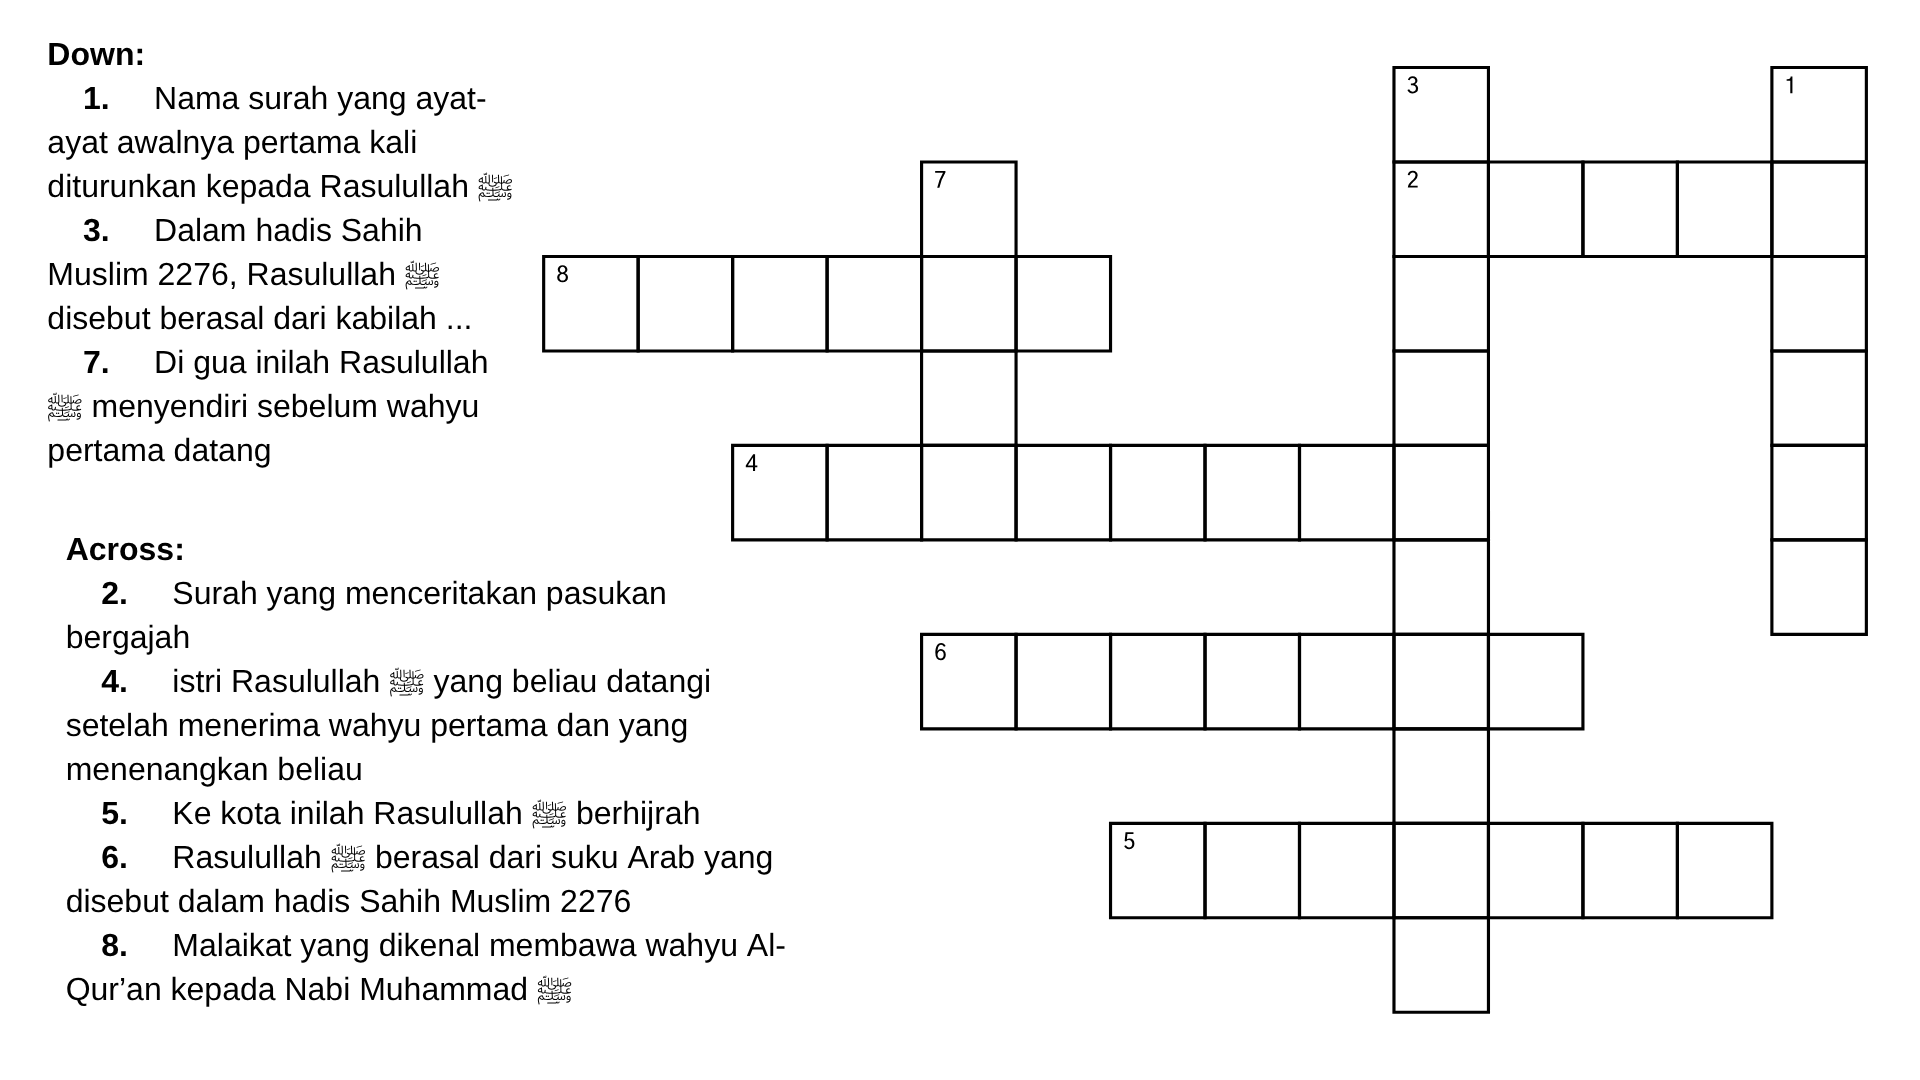 Down:
1. Nama surah yang ayat-
ayat awalnya pertama kali
diturunkan kepada Rasulullah ﷺ
3. Dalam hadis Sahih
Muslim 2276, Rasulullah ﷺ
disebut berasal dari kabilah ...
7. Di gua inilah Rasulullah
ﷺ menyendiri sebelum wahyu
pertama datang
Across:
2. Surah yang menceritakan pasukan
bergajah
4. istri Rasulullah ﷺ yang beliau datangi
setelah menerima wahyu pertama dan yang
menenangkan beliau
5. Ke kota inilah Rasulullah ﷺ berhijrah
6. Rasulullah ﷺ berasal dari suku Arab yang
disebut dalam hadis Sahih Muslim 2276
8. Malaikat yang dikenal membawa wahyu Al-
Qur’an kepada Nabi Muhammad ﷺ
3 1
7 2
8
4
6
5